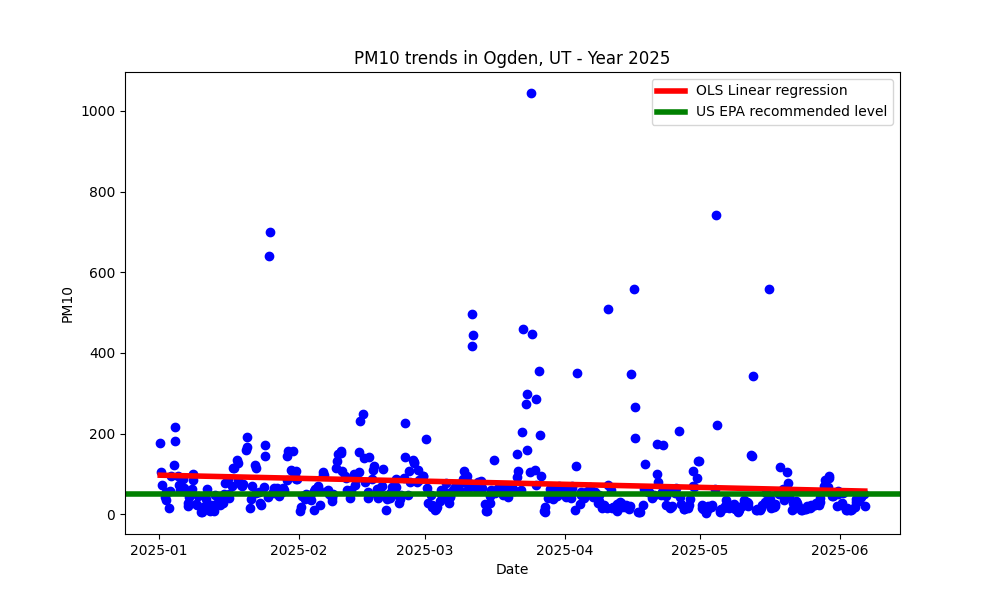 PM10 trends in Ogden, UT - Year 2025
OLS Linear regression
US EPA recommended level
1000
800
600
400
200
0
PM10
2025-01 2025-02 2025-03 2025-04 2025-05 2025-06
Date